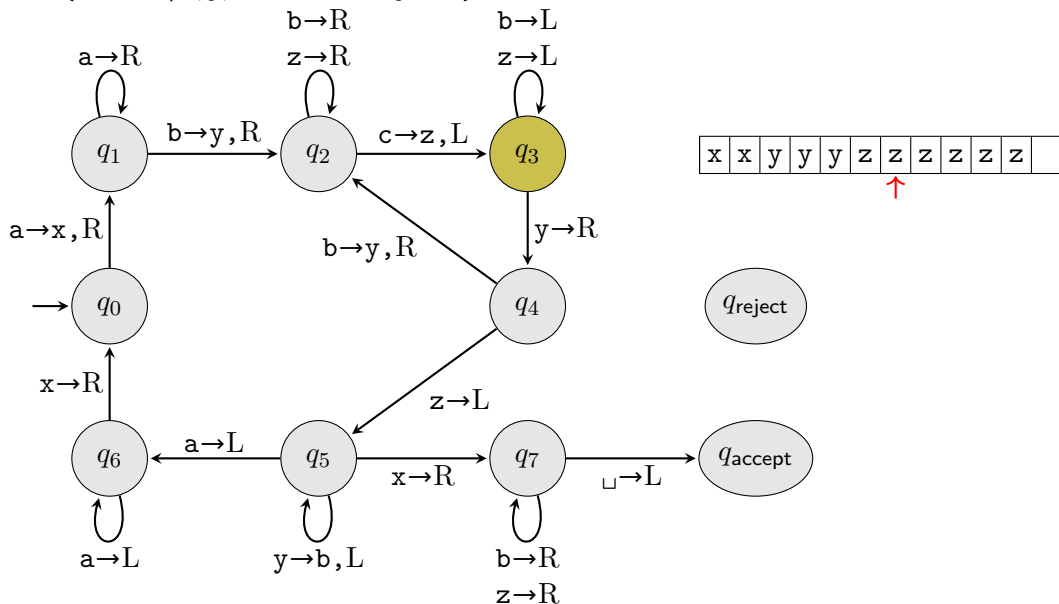 b→R
z→R
b→L
z→L
a→R
q1
b→y,R
q2
c→z,L
q3
x x y y y z z z z z z
↑
a→x,R
b→y,R
y→R
q0
q4
qreject
x→R
z→L
q6
a→L
q5
x→R
q7
␣→L
qaccept
a→L
y→b,L
b→R
z→R